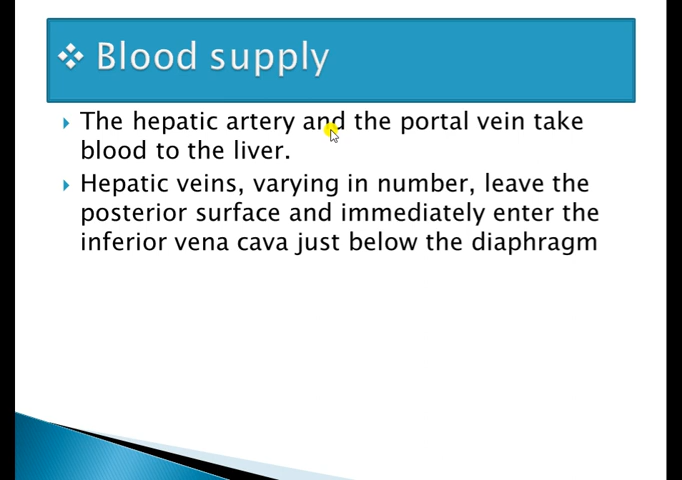 Blood supply
The hepatic artery and the portal vein take
blood to the liver.
Hepatic veins, varying in number, leave the
posterior surface and immediately enter the
inferior vena cava just below the diaphragm